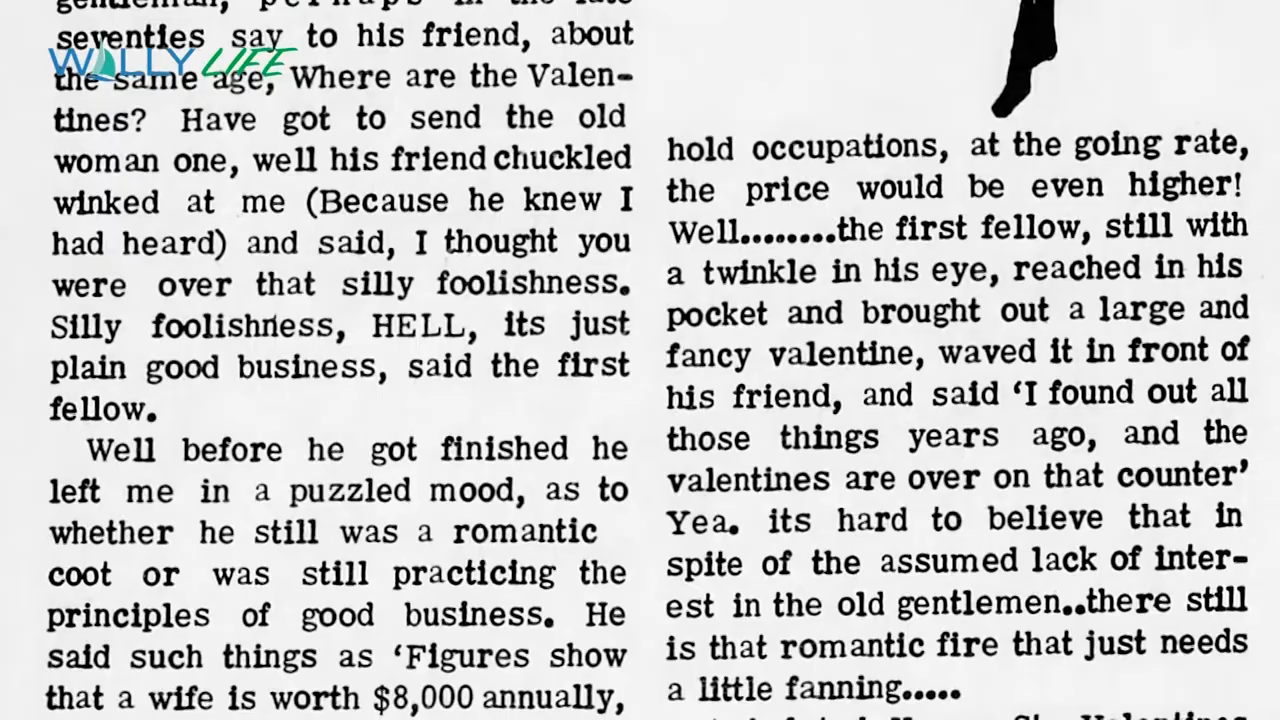 WALLY LIFE
seventies say to his friend, about
the same age, Where are the Valen-
tines? Have got to send the old
woman one, well his friend chuckled
winked at me (Because he knew I
had heard) and said, I thought you
were over that silly foolishness.
Silly foolishness, HELL, its just
plain good business, said the first
fellow.
Well before he got finished he
left me in a puzzled mood, as to
whether he still was a romantic
coot or was still practicing the
principles of good business. He
said such things as ‘Figures show
that a wife is worth $8,000 annually,
hold occupations, at the going rate,
the price would be even higher!
Well........the first fellow, still with
a twinkle in his eye, reached in his
pocket and brought out a large and
fancy valentine, waved it in front of
his friend, and said ‘I found out all
those things years ago, and the
valentines are over on that counter’
Yea. its hard to believe that in
spite of the assumed lack of inter-
est in the old gentlemen..there still
is that romantic fire that just needs
a little fanning.....